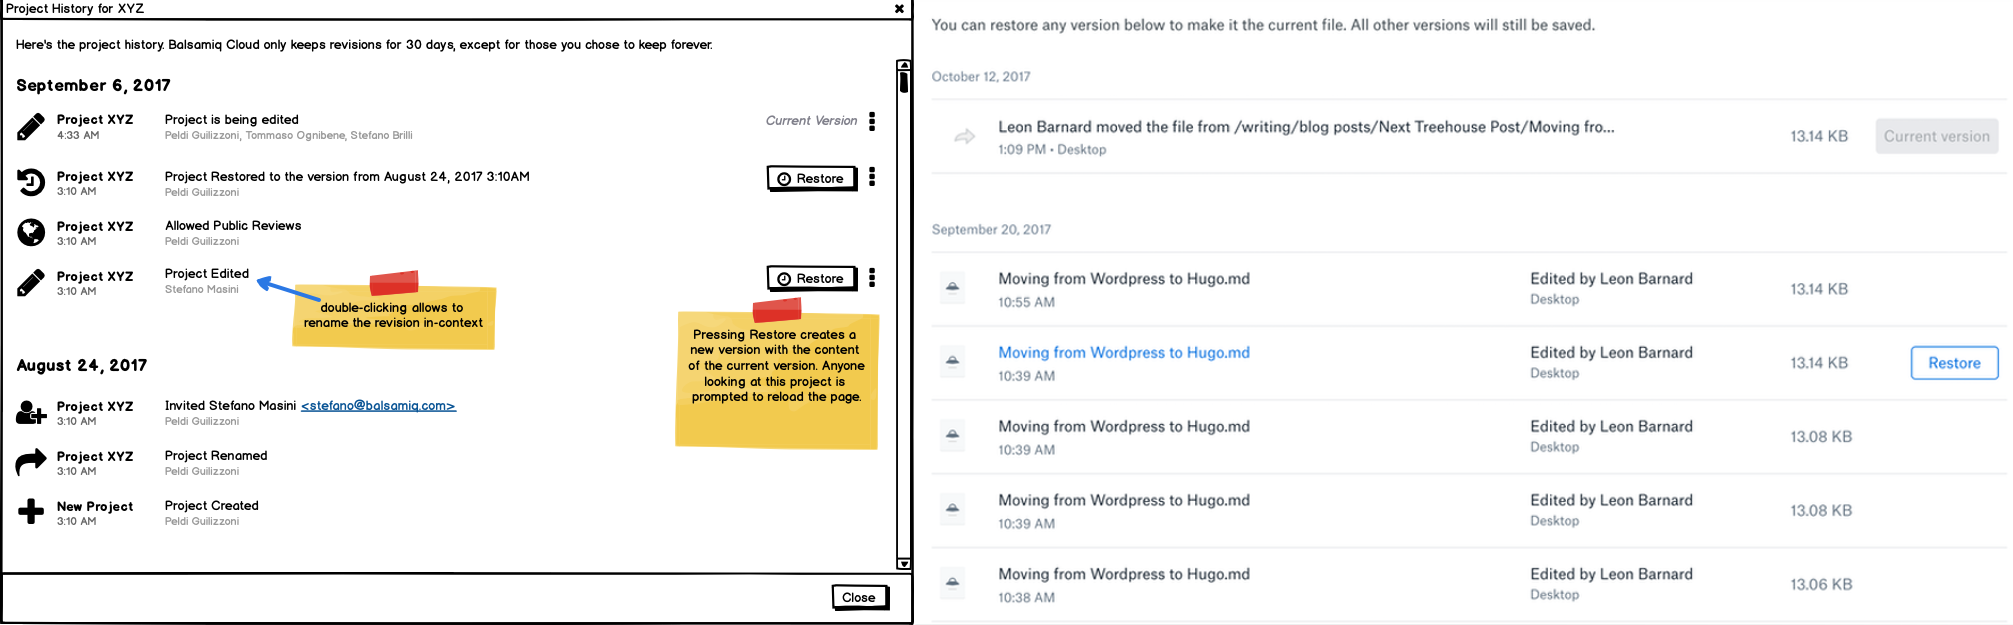 Project History for XYZ
Here's the project history. Balsamiq Cloud only keeps revisions for 30 days, except for those you chose to keep forever.
September 6, 2017
Project XYZ
4:33 AM
Project is being edited
Peldi Guilizzoni, Tommaso Ognibene, Stefano Brilli
Current Version
Project XYZ
3:10 AM
Project Restored to the version from August 24, 2017 3:10AM
Peldi Guilizzoni
Restore
Project XYZ
3:10 AM
Allowed Public Reviews
Peldi Guilizzoni
Project XYZ
3:10 AM
Project Edited
Stefano Masini
Restore
double-clicking allows to
rename the revision in-context
Pressing Restore creates a
new version with the content
of the current version. Anyone
looking at this project is
prompted to reload the page.
August 24, 2017
Project XYZ
3:10 AM
Invited Stefano Masini <stefano@balsamiq.com>
Peldi Guilizzoni
Project XYZ
3:10 AM
Project Renamed
Peldi Guilizzoni
New Project
3:10 AM
Project Created
Peldi Guilizzoni
Close
You can restore any version below to make it the current file. All other versions will still be saved.
October 12, 2017
Leon Barnard moved the file from /writing/blog posts/Next Treehouse Post/Moving fro...
1:09 PM • Desktop
13.14 KB
Current version
September 20, 2017
Moving from Wordpress to Hugo.md
10:55 AM
Edited by Leon Barnard
Desktop
13.14 KB
Moving from Wordpress to Hugo.md
10:39 AM
Edited by Leon Barnard
Desktop
13.14 KB
Restore
Moving from Wordpress to Hugo.md
10:39 AM
Edited by Leon Barnard
Desktop
13.08 KB
Moving from Wordpress to Hugo.md
10:39 AM
Edited by Leon Barnard
Desktop
13.08 KB
Moving from Wordpress to Hugo.md
10:38 AM
Edited by Leon Barnard
Desktop
13.06 KB